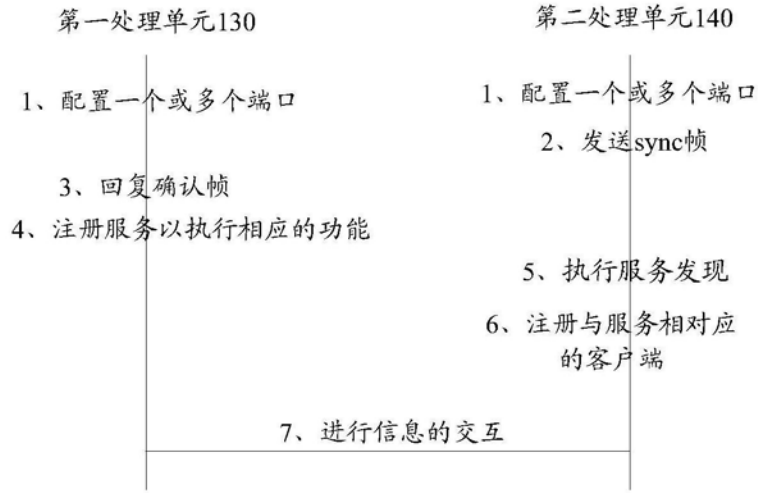 第一处理单元130
第二处理单元140
1、配置一个或多个端口
1、配置一个或多个端口
2、发送sync帧
3、回复确认帧
4、注册服务以执行相应的功能
5、执行服务发现
6、注册与服务相对应
的客户端
7、进行信息的交互